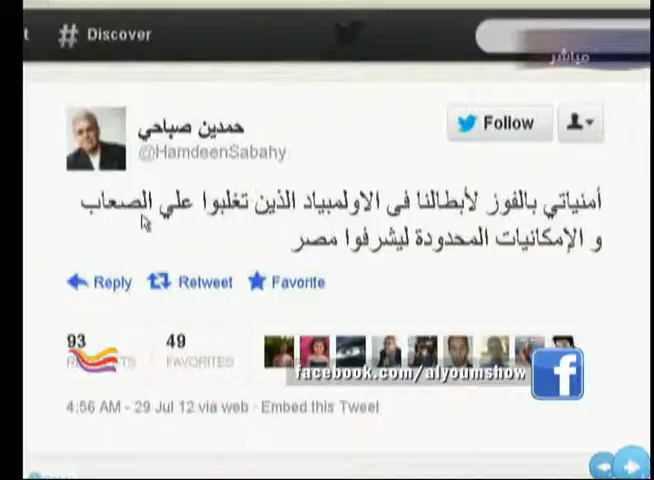 # Discover
مباشر
حمدين صباحي
@HamdeenSabahy
Follow
أمنياتي بالفوز لأبطالنا فى الاولمبياد الذين تغلبوا علي الصعاب
و الإمكانيات المحدودة ليشرفوا مصر
Reply Retweet Favorite
93 49
FAVORITES
facebook.com/alyoumshow
f
4:56 AM - 29 Jul 12 via web · Embed this Tweet